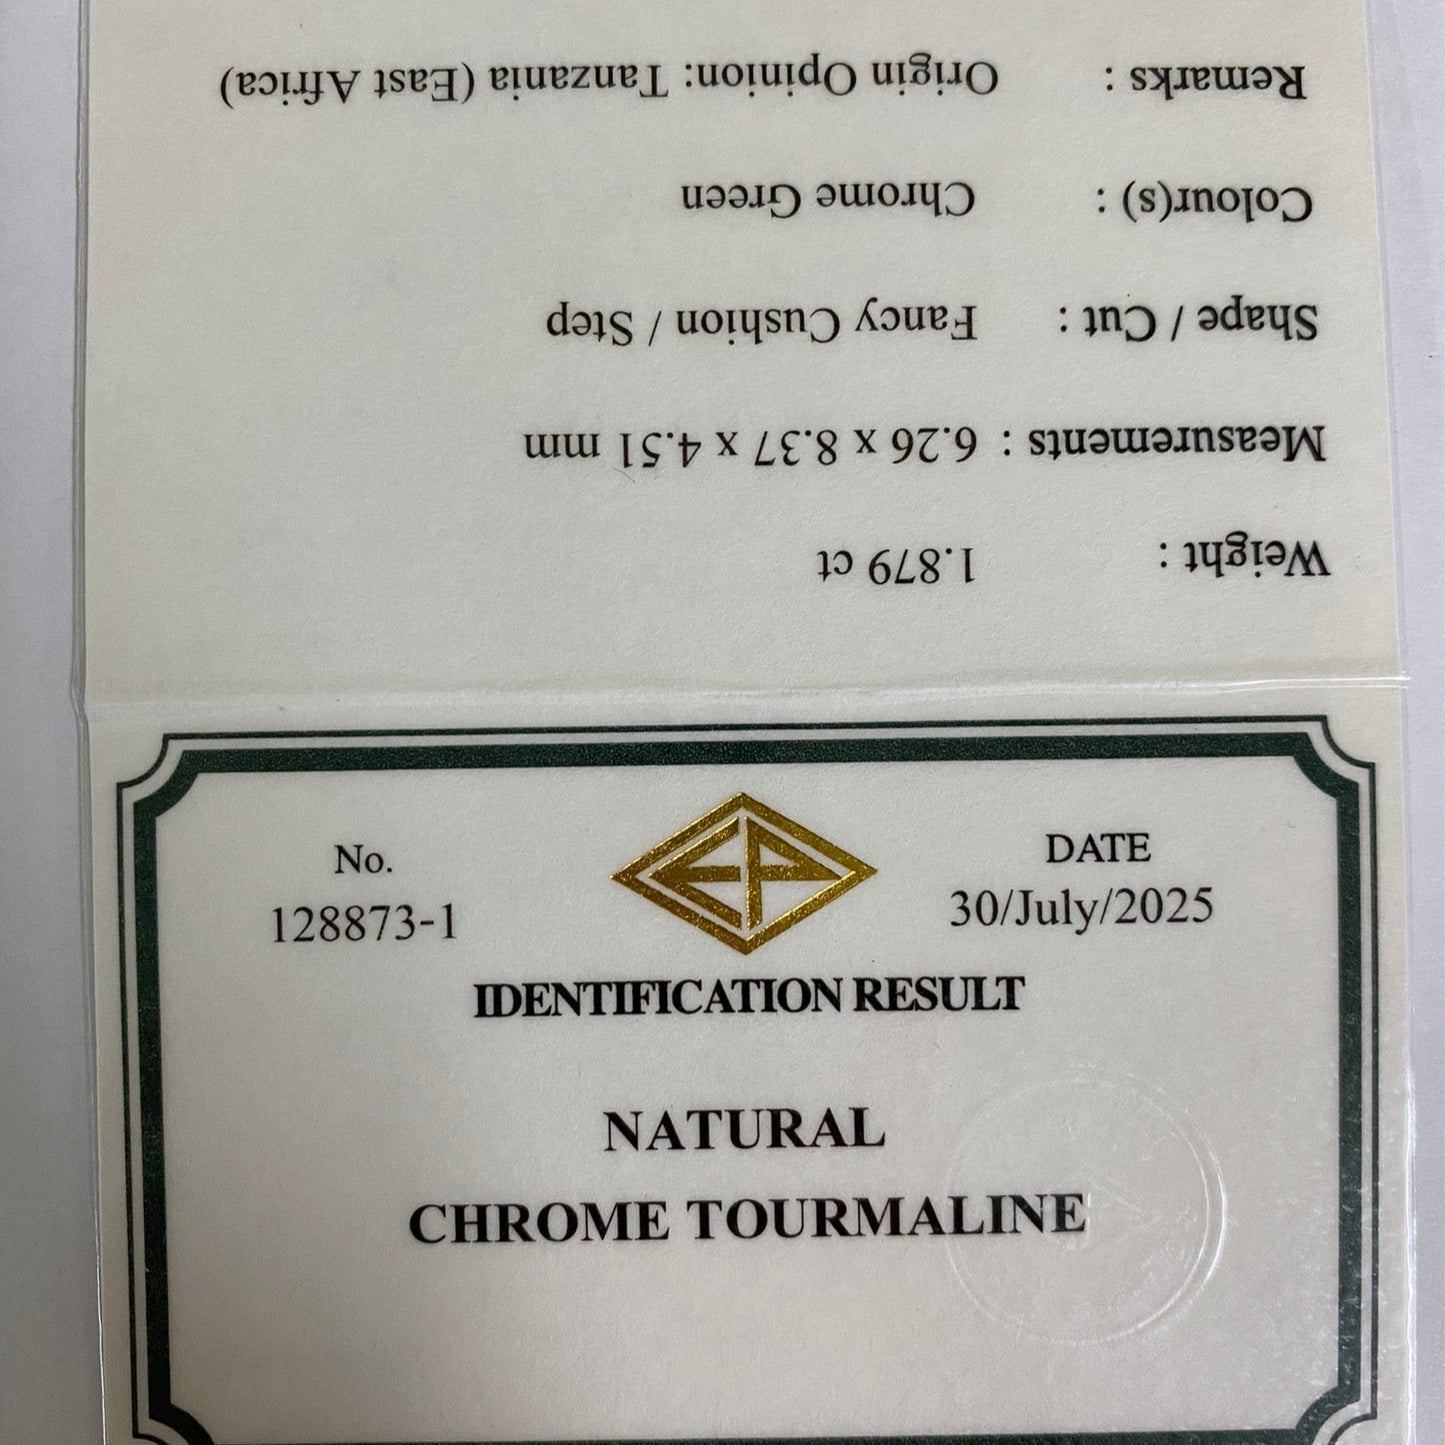 Weight : 1.879 ct
Measurements : 6.26 x 8.37 x 4.51 mm
Shape / Cut : Fancy Cushion / Step
Colour(s) : Chrome Green
Remarks : Origin Opinion: Tanzania (East Africa)
No.
128873-1
DATE
30/July/2025
IDENTIFICATION RESULT
NATURAL
CHROME TOURMALINE